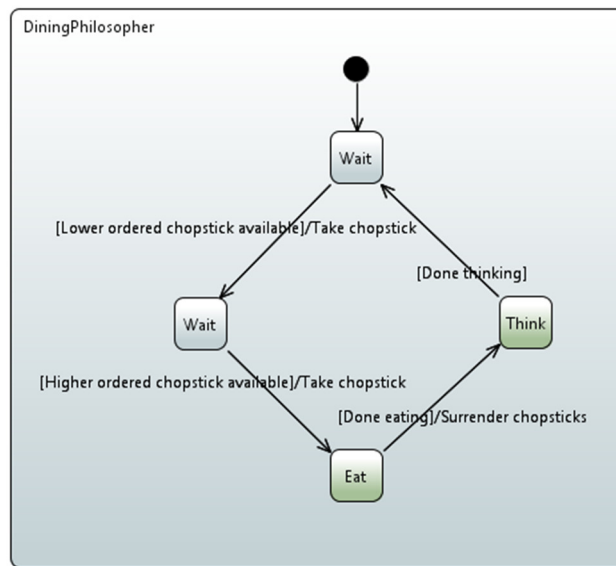 DiningPhilosopher
Wait
[Lower ordered chopstick available]/Take chopstick
[Done thinking]
Wait
Think
[Higher ordered chopstick available]/Take chopstick
[Done eating]/Surrender chopsticks
Eat